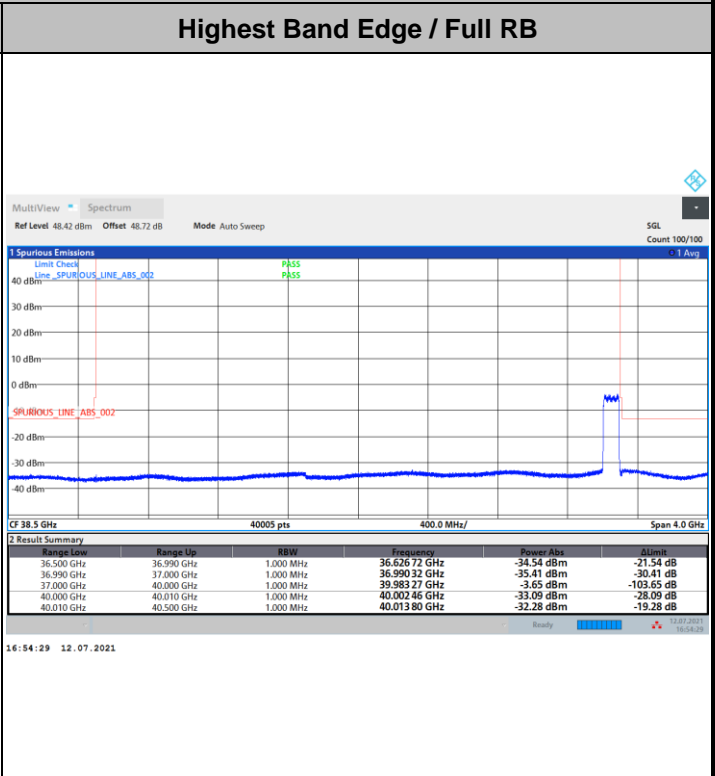 Highest Band Edge / Full RB
MultiView Spectrum
Ref Level 48.42 dBm Offset 48.72 dB Mode Auto Sweep SGL
Count 100/100
1 Spurious Emissions 1 Avg
Limit Check PASS
Line _SPURIOUS_LINE_ABS_002 PASS
40 dBm
30 dBm
20 dBm
10 dBm
0 dBm
_SPURIOUS_LINE_ABS_002
-20 dBm
-30 dBm
-40 dBm
CF 38.5 GHz 40005 pts 400.0 MHz/ Span 4.0 GHz
2 Result Summary
Range Low Range Up RBW Frequency Power Abs ΔLimit
36.500 GHz 36.990 GHz 1.000 MHz 36.626 72 GHz -34.54 dBm -21.54 dB
36.990 GHz 37.000 GHz 1.000 MHz 36.990 32 GHz -35.41 dBm -30.41 dB
37.000 GHz 40.000 GHz 1.000 MHz 39.983 27 GHz -3.65 dBm -103.65 dB
40.000 GHz 40.010 GHz 1.000 MHz 40.002 46 GHz -33.09 dBm -28.09 dB
40.010 GHz 40.500 GHz 1.000 MHz 40.013 80 GHz -32.28 dBm -19.28 dB
Ready 12.07.2021
16:54:29
16:54:29 12.07.2021